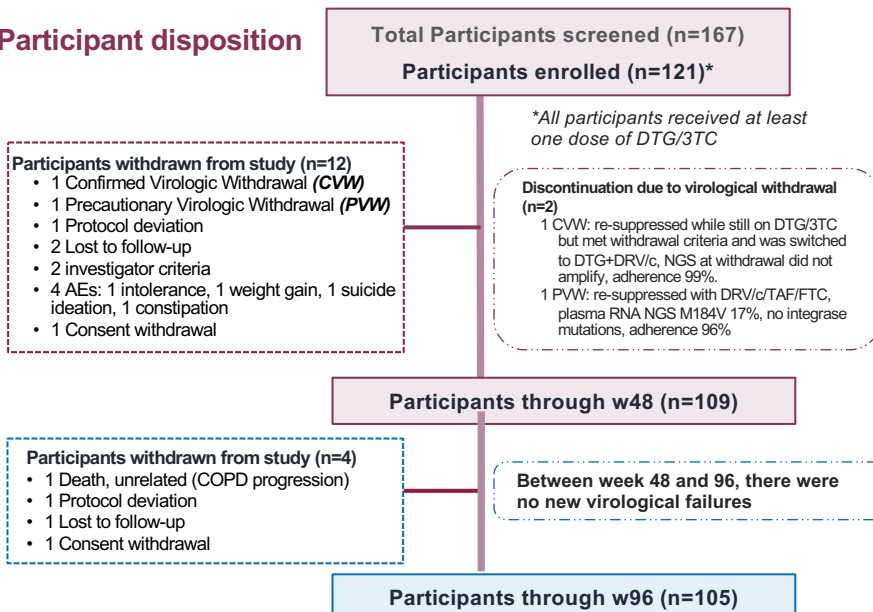 Participant disposition
Total Participants screened (n=167)
Participants enrolled (n=121)*
*All participants received at least
one dose of DTG/3TC
Participants withdrawn from study (n=12)
• 1 Confirmed Virologic Withdrawal (CVW)
• 1 Precautionary Virologic Withdrawal (PVW)
• 1 Protocol deviation
• 2 Lost to follow-up
• 2 investigator criteria
• 4 AEs: 1 intolerance, 1 weight gain, 1 suicide
ideation, 1 constipation
• 1 Consent withdrawal
Discontinuation due to virological withdrawal
(n=2)
1 CVW: re-suppressed while still on DTG/3TC
but met withdrawal criteria and was switched
to DTG+DRV/c, NGS at withdrawal did not
amplify, adherence 99%.
1 PVW: re-suppressed with DRV/c/TAF/FTC,
plasma RNA NGS M184V 17%, no integrase
mutations, adherence 96%
Participants through w48 (n=109)
Participants withdrawn from study (n=4)
• 1 Death, unrelated (COPD progression)
• 1 Protocol deviation
• 1 Lost to follow-up
• 1 Consent withdrawal
Between week 48 and 96, there were
no new virological failures
Participants through w96 (n=105)